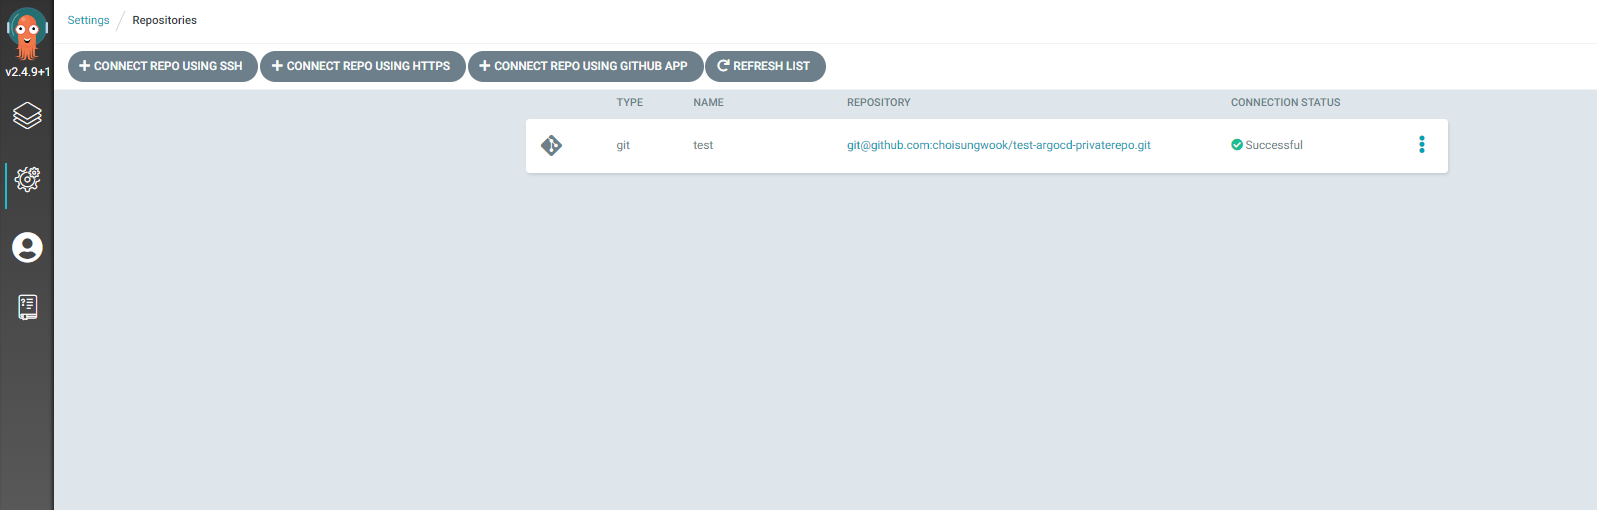 Settings / Repositories
v2.4.9+1
CONNECT REPO USING SSH CONNECT REPO USING HTTPS CONNECT REPO USING GITHUB APP REFRESH LIST
TYPE NAME REPOSITORY CONNECTION STATUS
git test git@github.com:choisungwook/test-argocd-privaterepo.git Successful